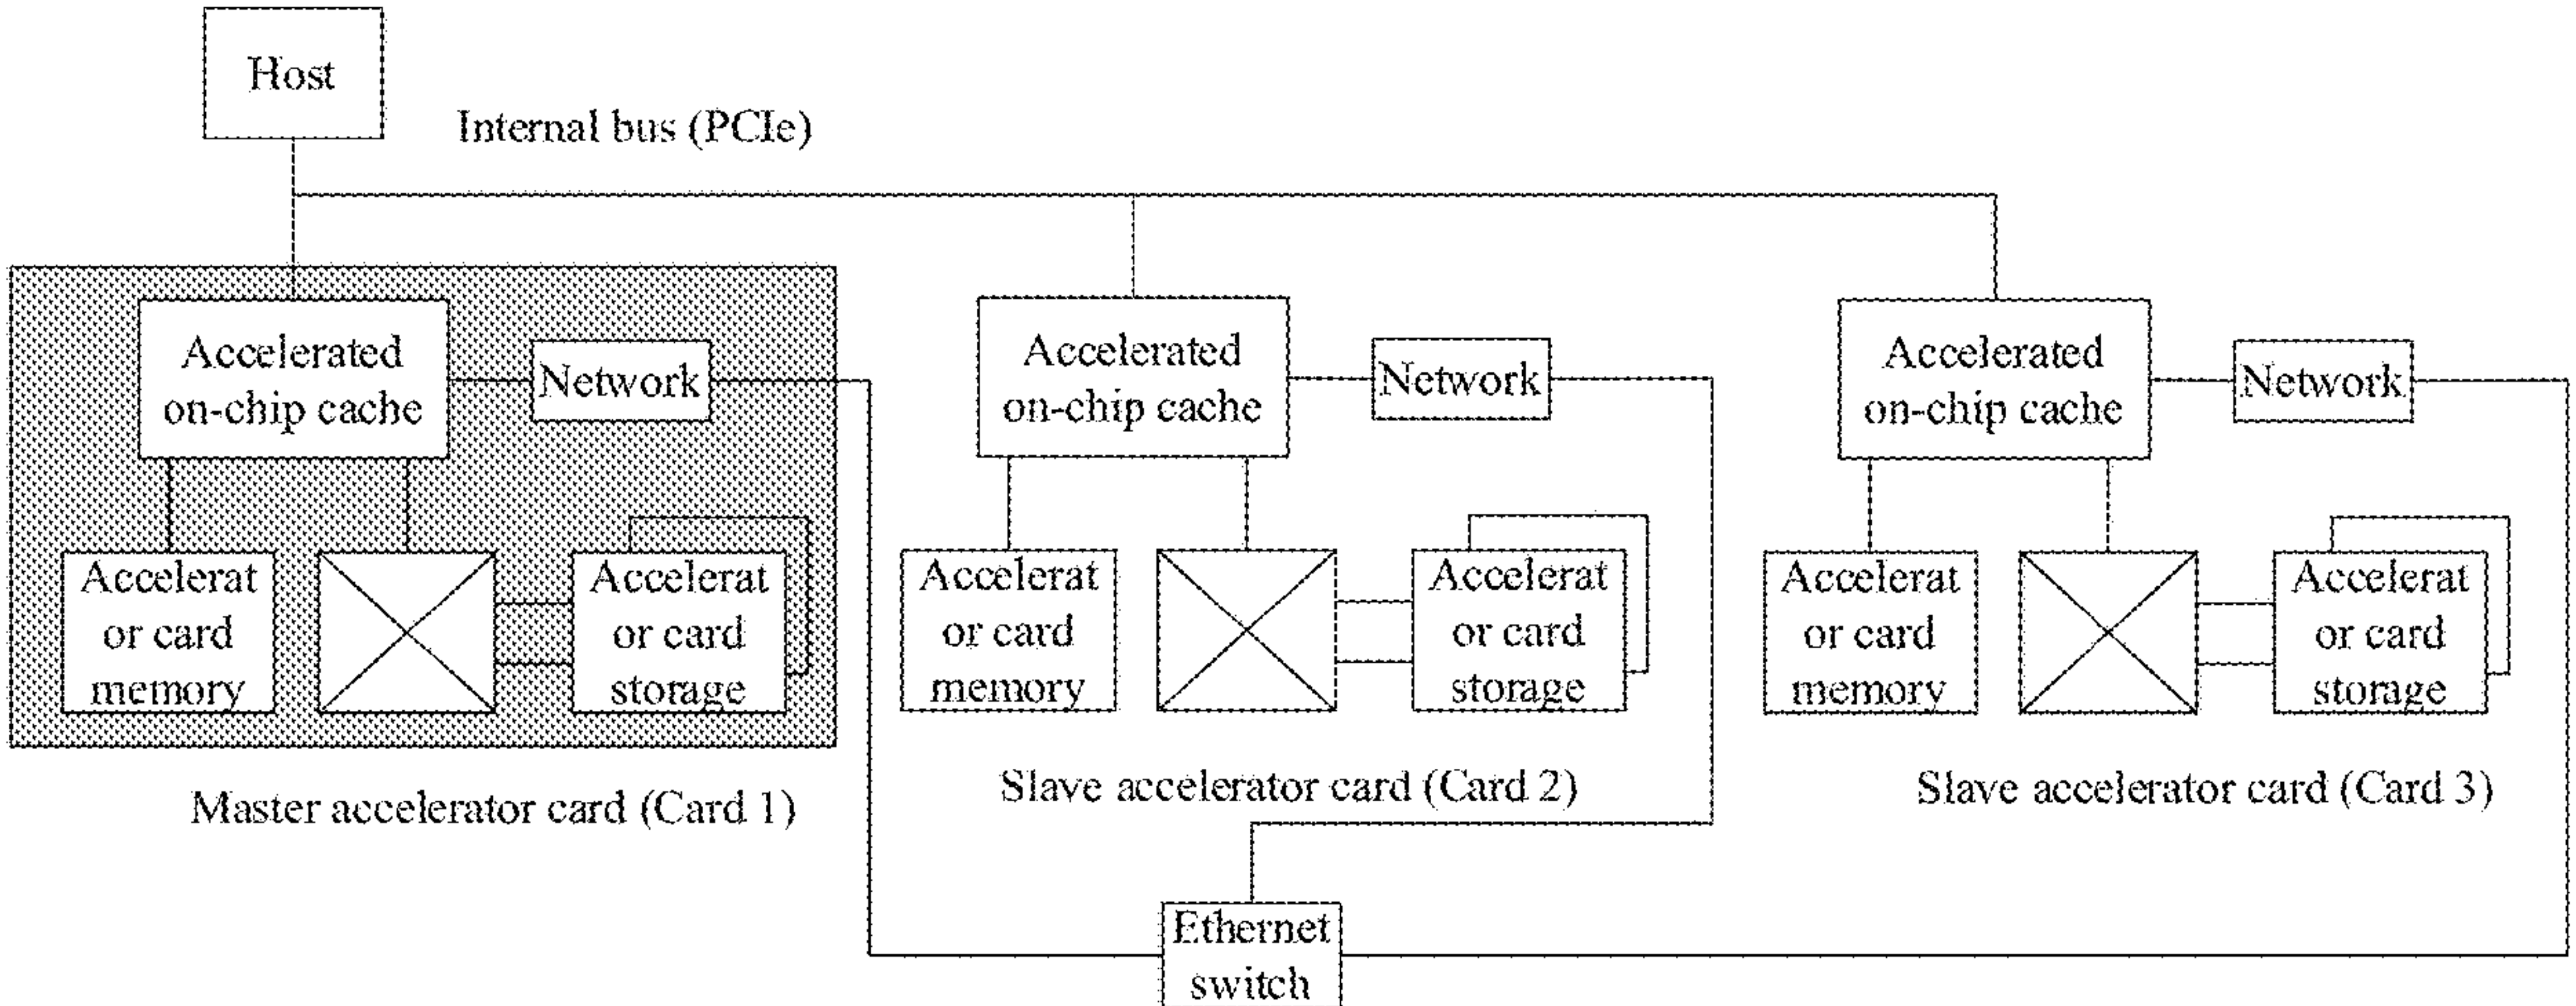 Host
Internal bus (PCIe)
Accelerated
on-chip cache
Network
Accelerat
or card
memory
Accelerat
or card
storage
Master accelerator card (Card 1)
Accelerated
on-chip cache
Network
Accelerat
or card
memory
Accelerat
or card
storage
Slave accelerator card (Card 2)
Accelerated
on-chip cache
Network
Accelerat
or card
memory
Accelerat
or card
storage
Slave accelerator card (Card 3)
Ethernet
switch